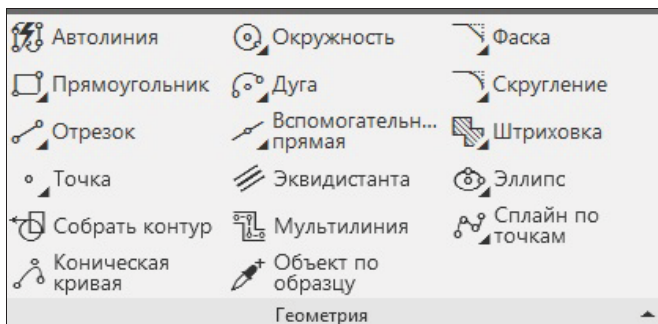 Автолиния
Окружность
Фаска
Прямоугольник
Дуга
Скругление
Отрезок
Вспомогательн...
прямая
Штриховка
Точка
Эквидистанта
Эллипс
Собрать контур
Мультилиния
Сплайн по
точкам
Коническая
кривая
Объект по
образцу
Геометрия